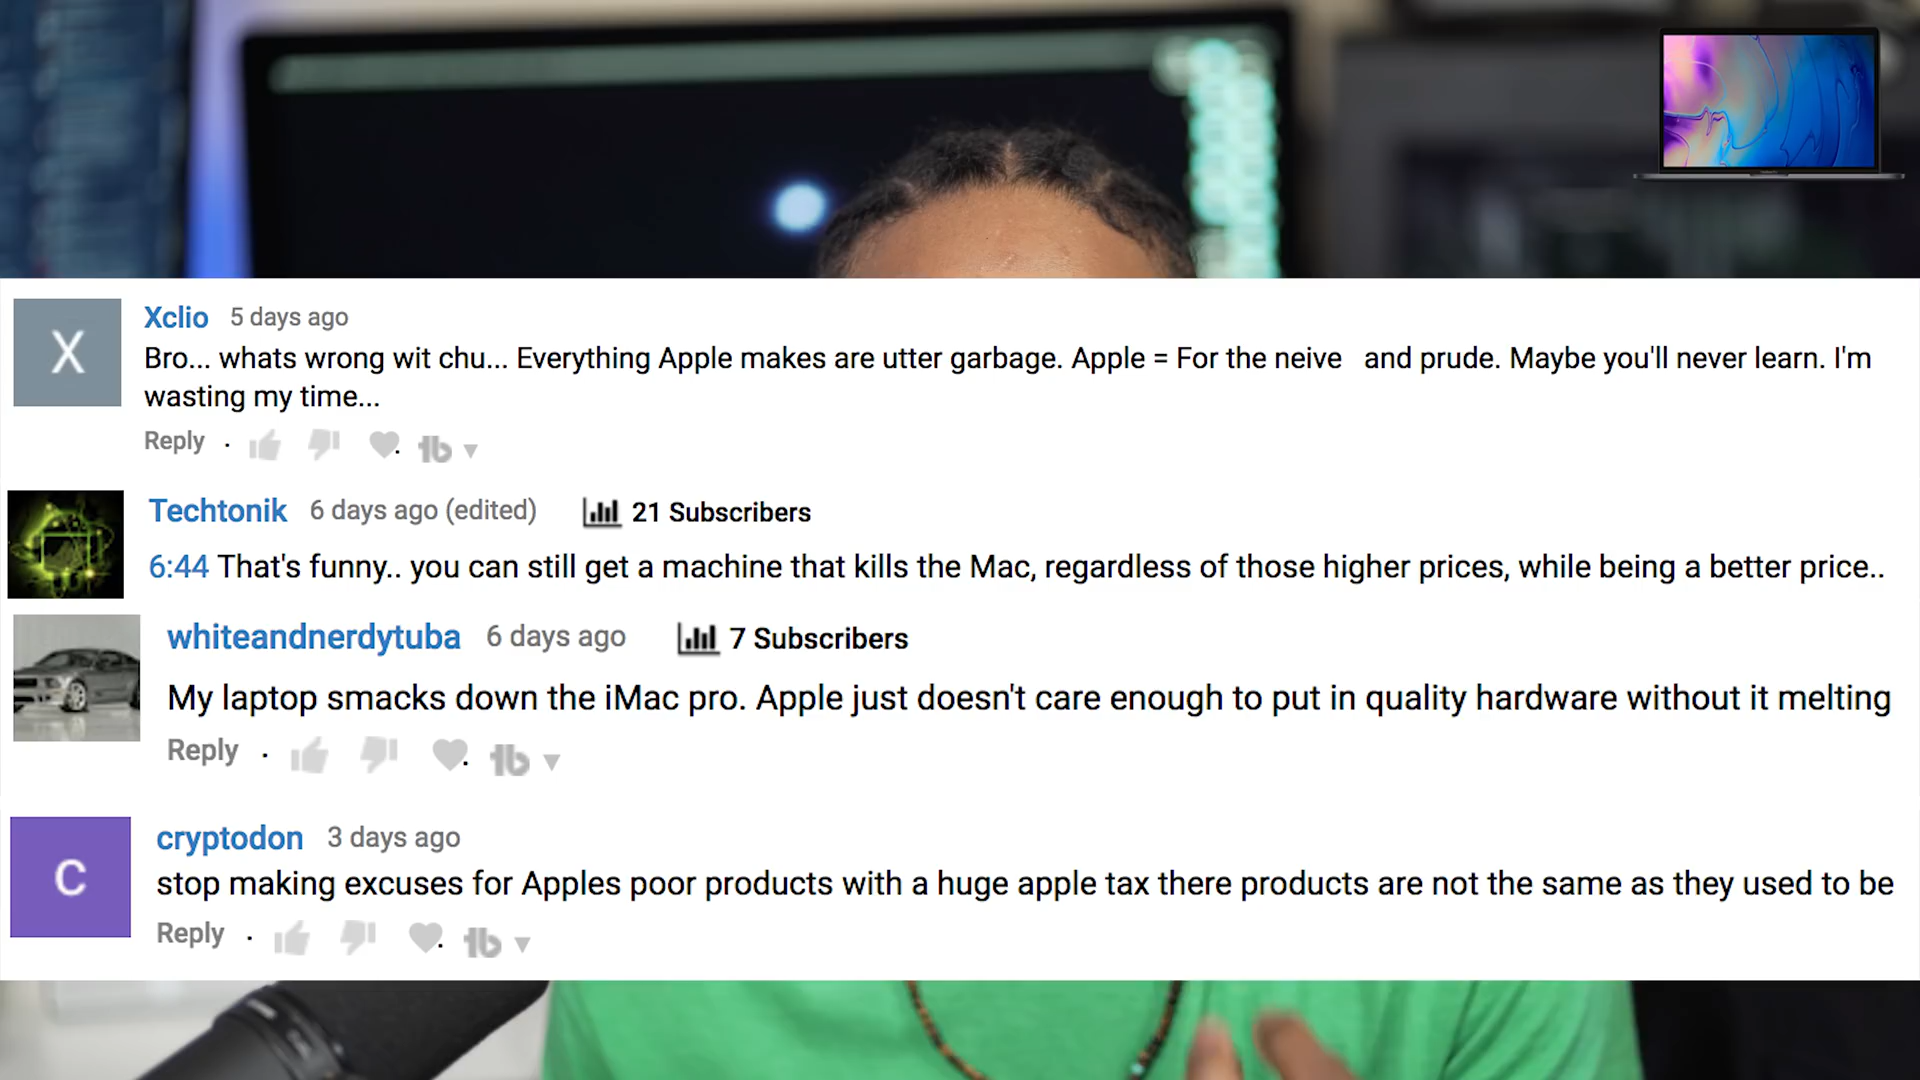 X
Xclio 5 days ago
Bro... whats wrong wit chu... Everything Apple makes are utter garbage. Apple = For the neive and prude. Maybe you'll never learn. I'm
wasting my time...
Reply
Techtonik 6 days ago (edited) 21 Subscribers
6:44 That's funny.. you can still get a machine that kills the Mac, regardless of those higher prices, while being a better price..
whiteandnerdytuba 6 days ago 7 Subscribers
My laptop smacks down the iMac pro. Apple just doesn't care enough to put in quality hardware without it melting
Reply
C
cryptodon 3 days ago
stop making excuses for Apples poor products with a huge apple tax there products are not the same as they used to be
Reply